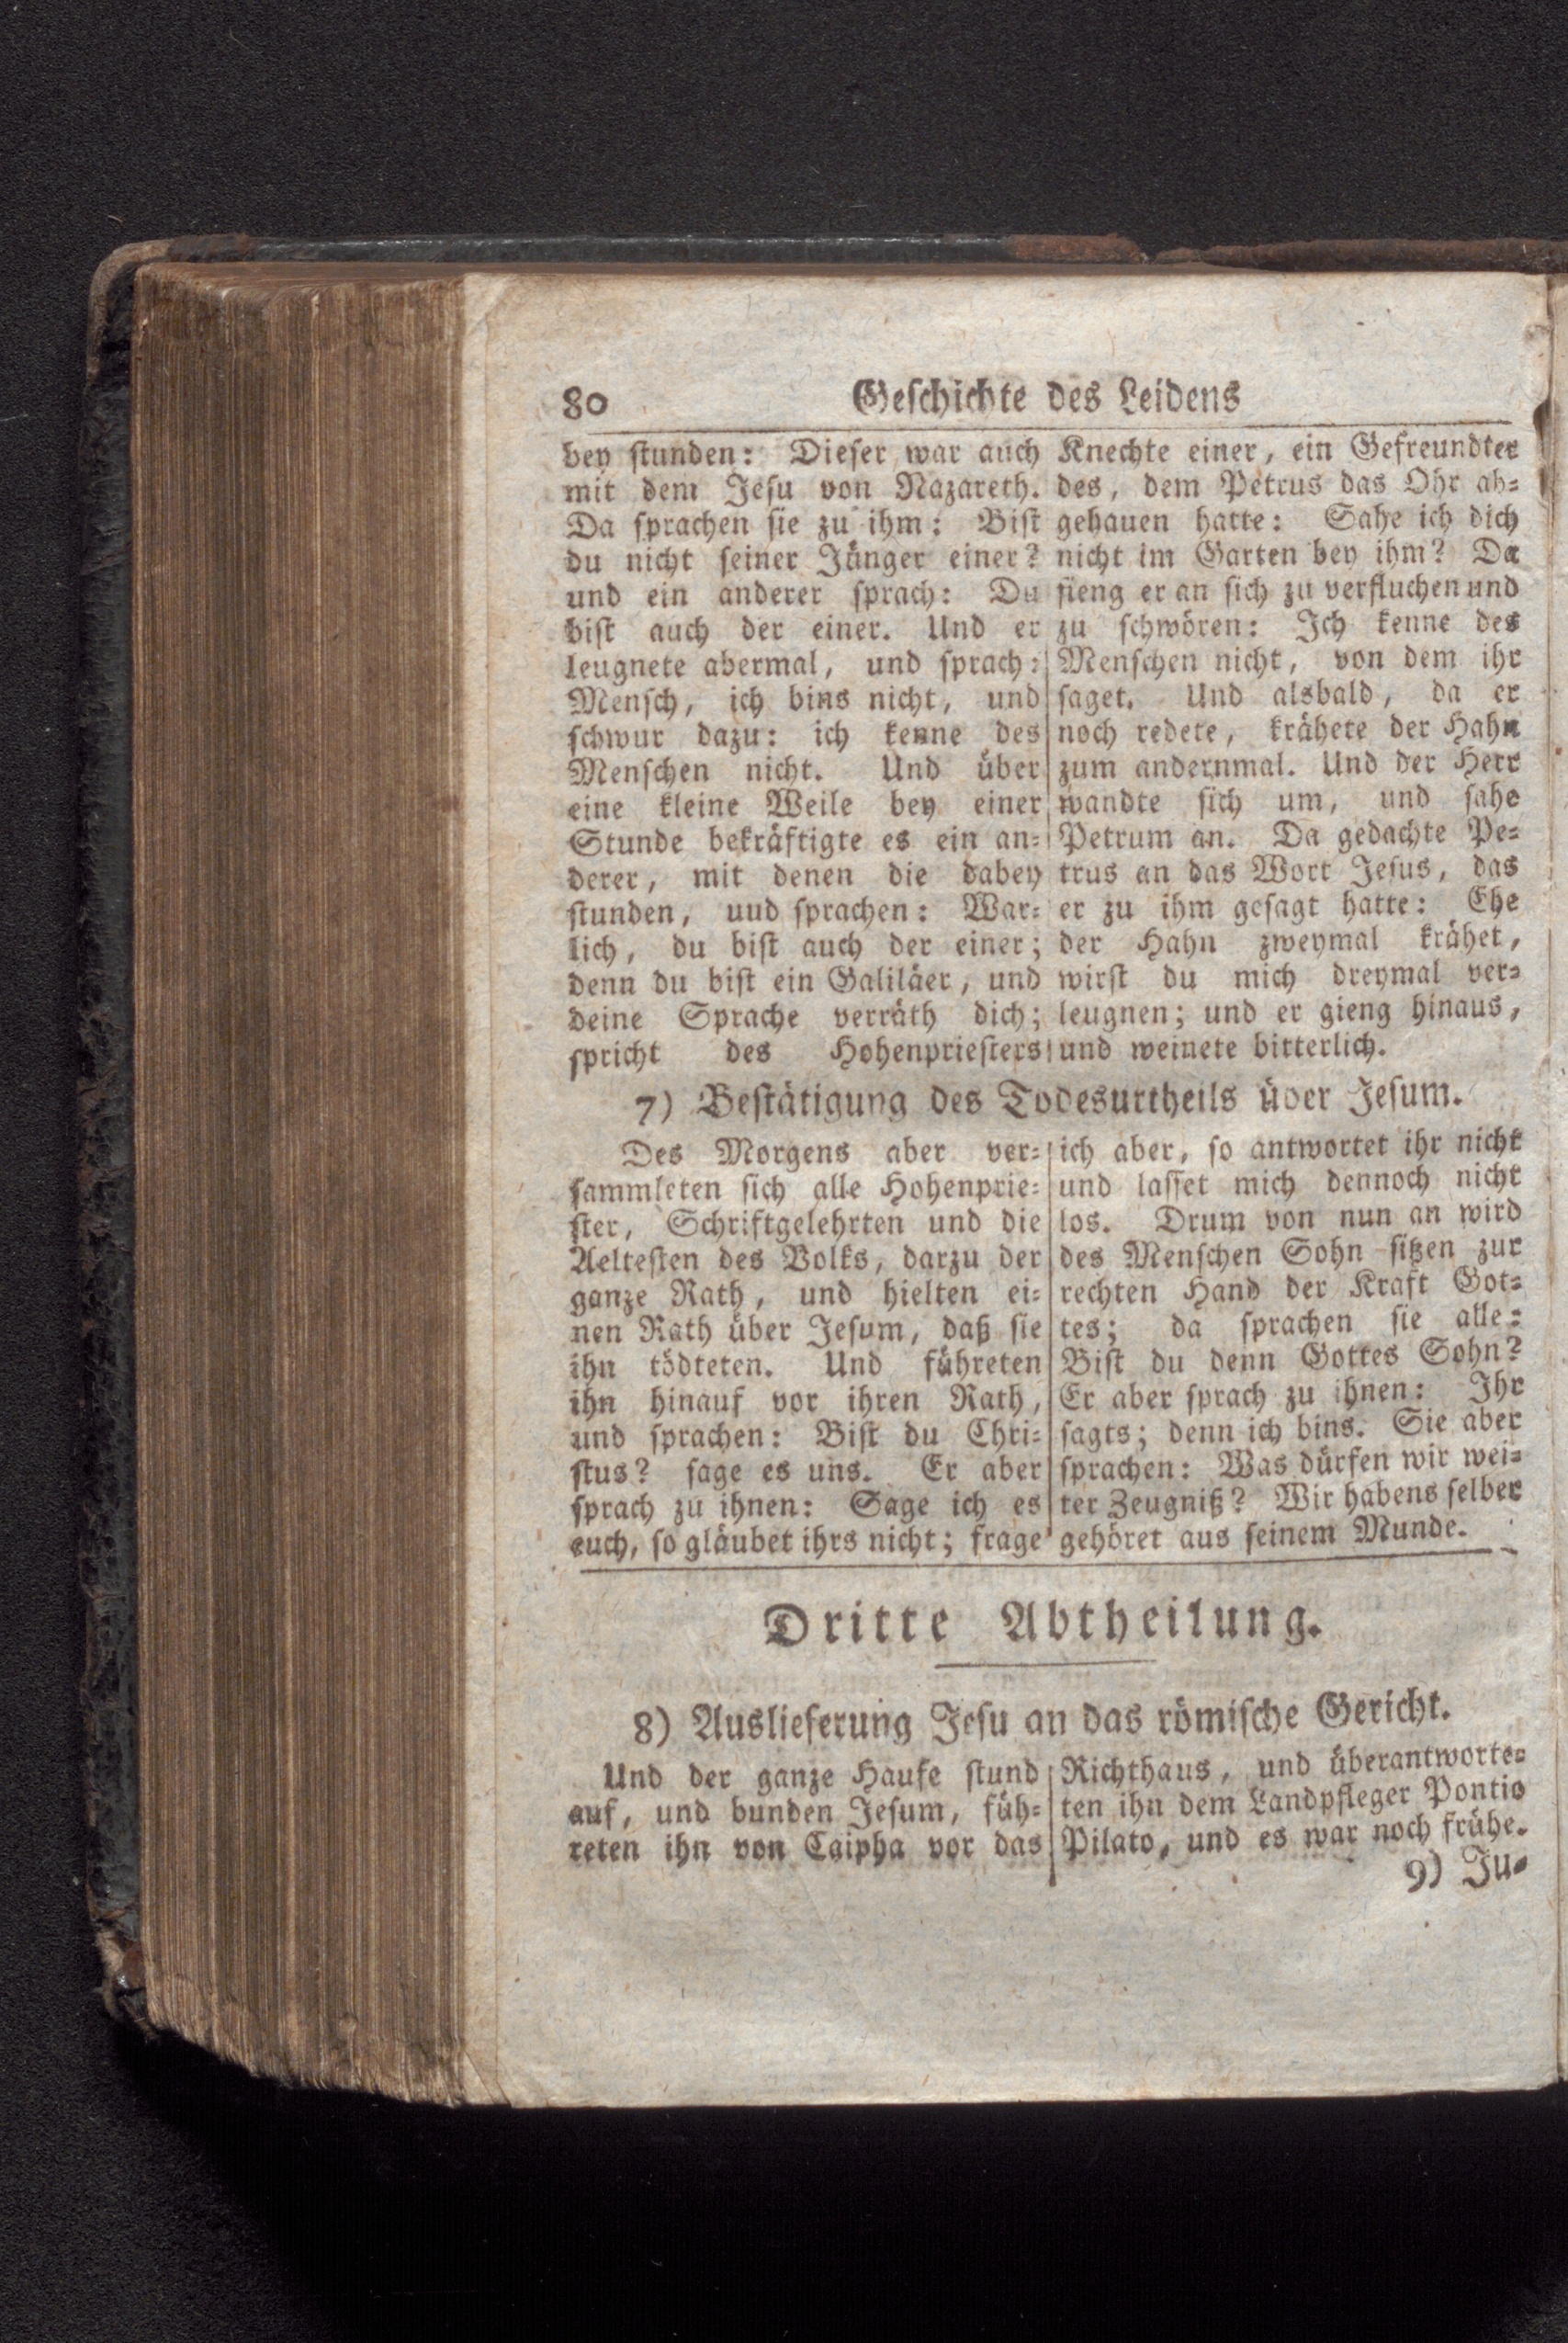 80 Geschichte des Leidens
bey stunden: Dieser war auch
mit dem Jesu von Nazareth.
Da sprachen sie zu ihm: Bist
du nicht seiner Jünger einer?
und ein anderer sprach: Du
bist auch der einer. Und er
leugnete abermal, und sprach:
Mensch, ich bins nicht, und
schwur dazu: ich kenne des
Menschen nicht. Und über
eine kleine Weile bey einer
Stunde bekräftigte es ein an-
derer, mit denen die dabey
stunden, uud sprachen: War-
lich, du bist auch der einer;
denn du bist ein Galiläer, und
deine Sprache verräth dich;
spricht des Hohenpriesters
Knechte einer, ein Gefreundter
des, dem Petrus das Ohr ab-
gehauen hatte: Sahe ich dich
nicht im Garten bey ihm? Da
fieng er an sich zu verfluchen und
zu schwören: Ich kenne des
Menschen nicht, von dem ihr
saget. Und alsbald, da er
noch redete, krähete der Hahn
zum andernmal. Und der Herr
wandte sich um, und sahe
Petrum an. Da gedachte Pe-
trus an das Wort Jesus, das
er zu ihm gesagt hatte: Ehe
der Hahn zweymal krähet,
wirst du mich dreymal ver-
leugnen; und er gieng hinaus,
und weinete bitterlich.
7) Bestätigung des Todesurtheils über Jesum.
Des Morgens aber ver-
sammleten sich alle Hohenprie-
ster, Schriftgelehrten und die
Aeltesten des Volks, darzu der
ganze Rath, und hielten ei-
nen Rath über Jesum, daß sie
ihn tödteten. Und führeten
ihn hinauf vor ihren Rath,
und sprachen: Bist du Chri-
stus? sage es uns. Er aber
sprach zu ihnen: Sage ich es
euch, so gläubet ihrs nicht; frage
ich aber, so antwortet ihr nicht
und lasset mich dennoch nicht
los. Drum von nun an wird
des Menschen Sohn sitzen zur
rechten Hand der Kraft Got-
tes; da sprachen sie alle:
Bist du denn Gottes Sohn?
Er aber sprach zu ihnen: Ihr
sagts; denn ich bins. Sie aber
sprachen: Was dürfen wir wei-
ter Zeugniß? Wir habens selber
gehöret aus seinem Munde.
Dritte Abtheilung.
8) Auslieferung Jesu an das römische Gericht.
Und der ganze Haufe stund
auf, und bunden Jesum, füh-
reten ihn von Caipha vor das
Richthaus, und überantworte-
ten ihn dem Landpfleger Pontio
Pilato, und es war noch frühe.
9) Ju-